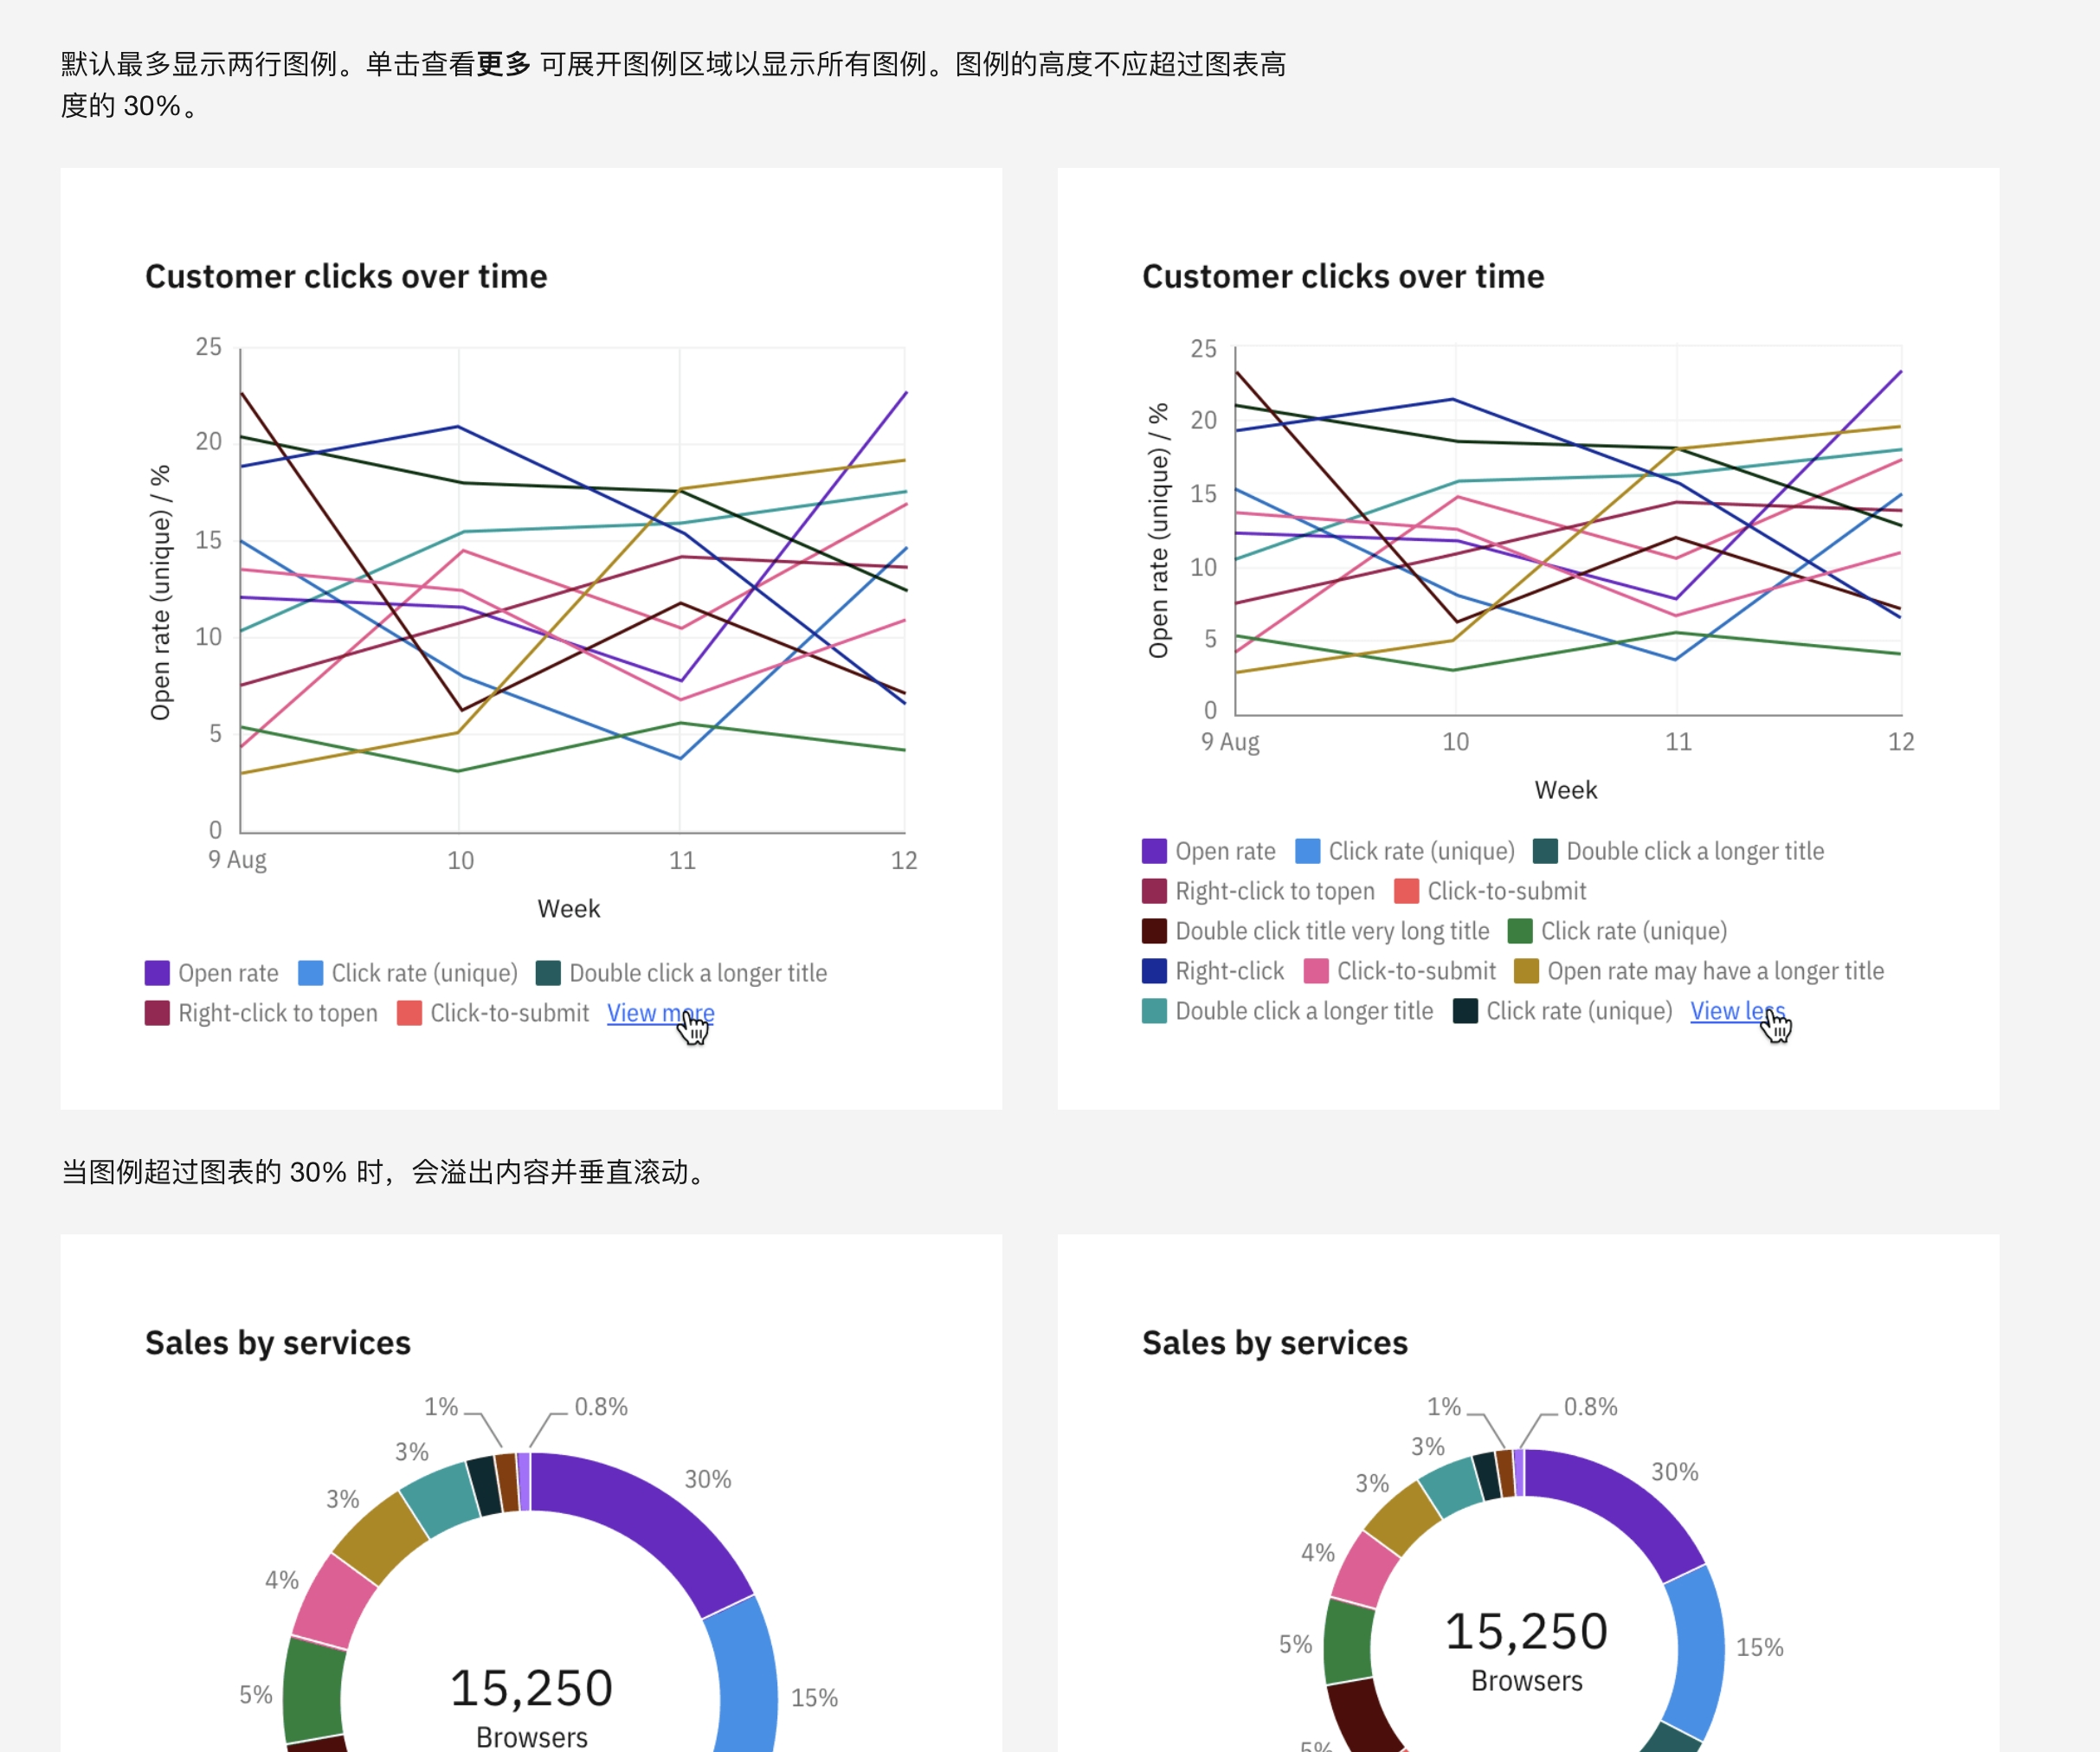 默认最多显示两行图例。单击查看更多 可展开图例区域以显示所有图例。图例的高度不应超过图表高
度的 30%。
Customer clicks over time
25
20
15
10
5
0
Open rate (unique) / %
9 Aug 10 11 12
Week
Open rate Click rate (unique) Double click a longer title
Right-click to topen Click-to-submit View more
Customer clicks over time
25
20
15
10
5
0
Open rate (unique) / %
9 Aug 10 11 12
Week
Open rate Click rate (unique) Double click a longer title
Right-click to topen Click-to-submit
Double click title very long title Click rate (unique)
Right-click Click-to-submit Open rate may have a longer title
Double click a longer title Click rate (unique) View less
当图例超过图表的 30% 时，会溢出内容并垂直滚动。
Sales by services
1% 0.8%
3%
30%
3%
4%
5%
15%
15,250
Browsers
Sales by services
1% 0.8%
3%
30%
3%
4%
5%
15%
15,250
Browsers
5%